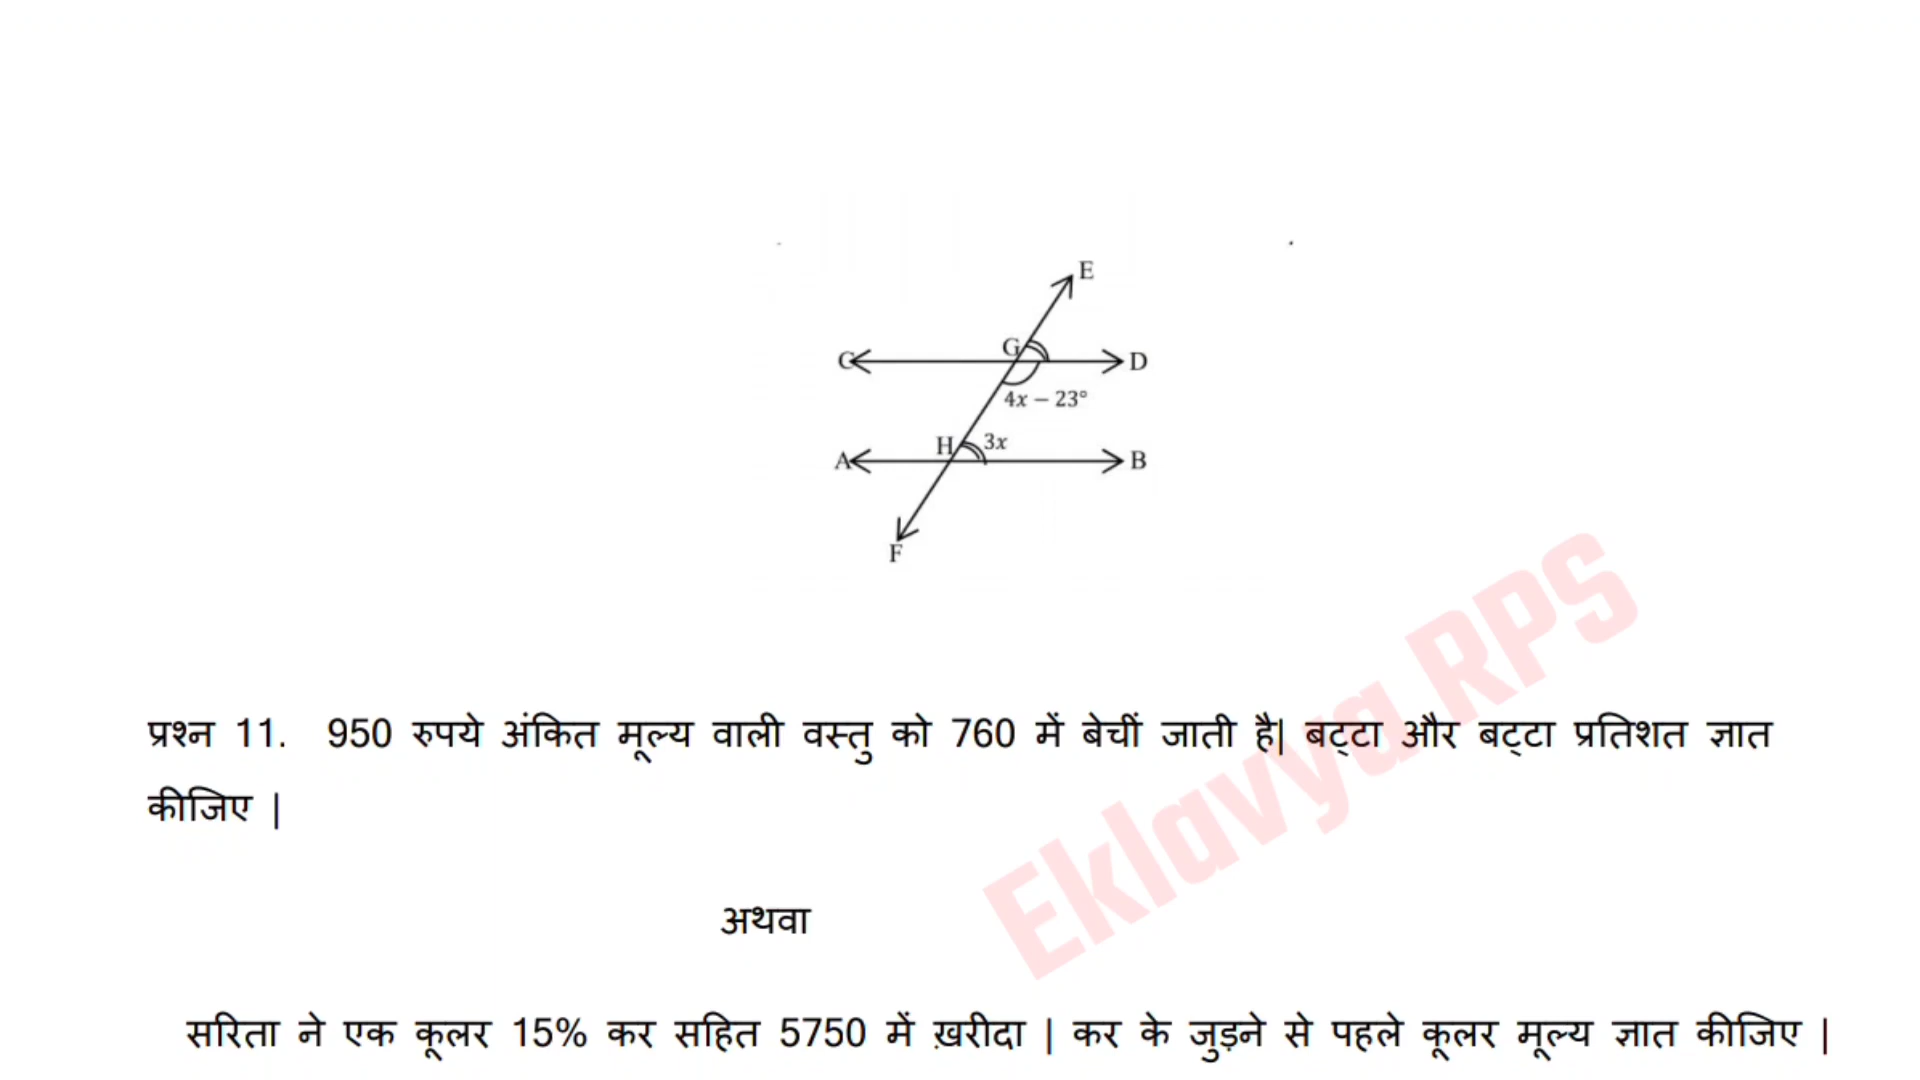 E
G
C D
4x – 23°
H 3x
A B
F
प्रश्न 11. 950 रुपये अंकित मूल्य वाली वस्तु को 760 में बेचीं जाती है| बट्टा और बट्टा प्रतिशत ज्ञात
कीजिए |
अथवा
सरिता ने एक कूलर 15% कर सहित 5750 में ख़रीदा | कर के जुड़ने से पहले कूलर मूल्य ज्ञात कीजिए |
Eklavya RPS